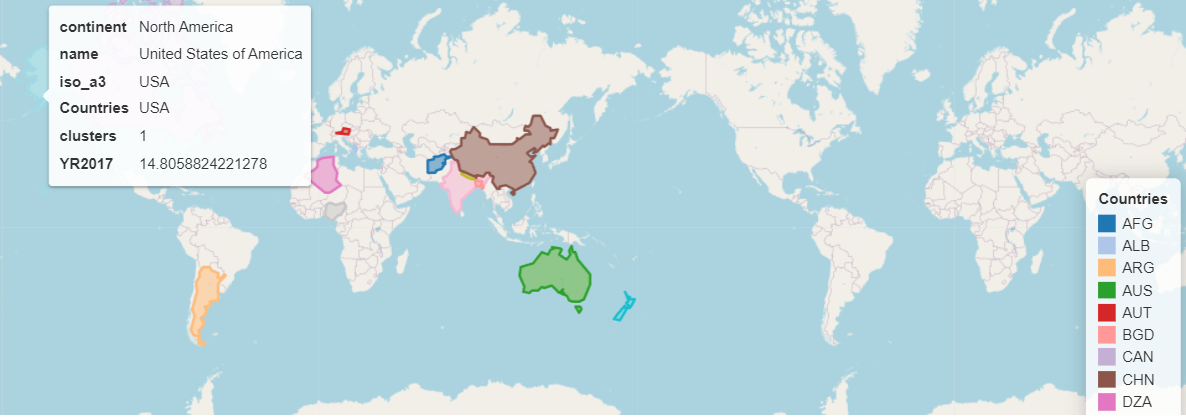 continent North America
name United States of America
iso_a3 USA
Countries USA
clusters 1
YR2017 14.8058824221278
Countries
AFG
ALB
ARG
AUS
AUT
BGD
CAN
CHN
DZA